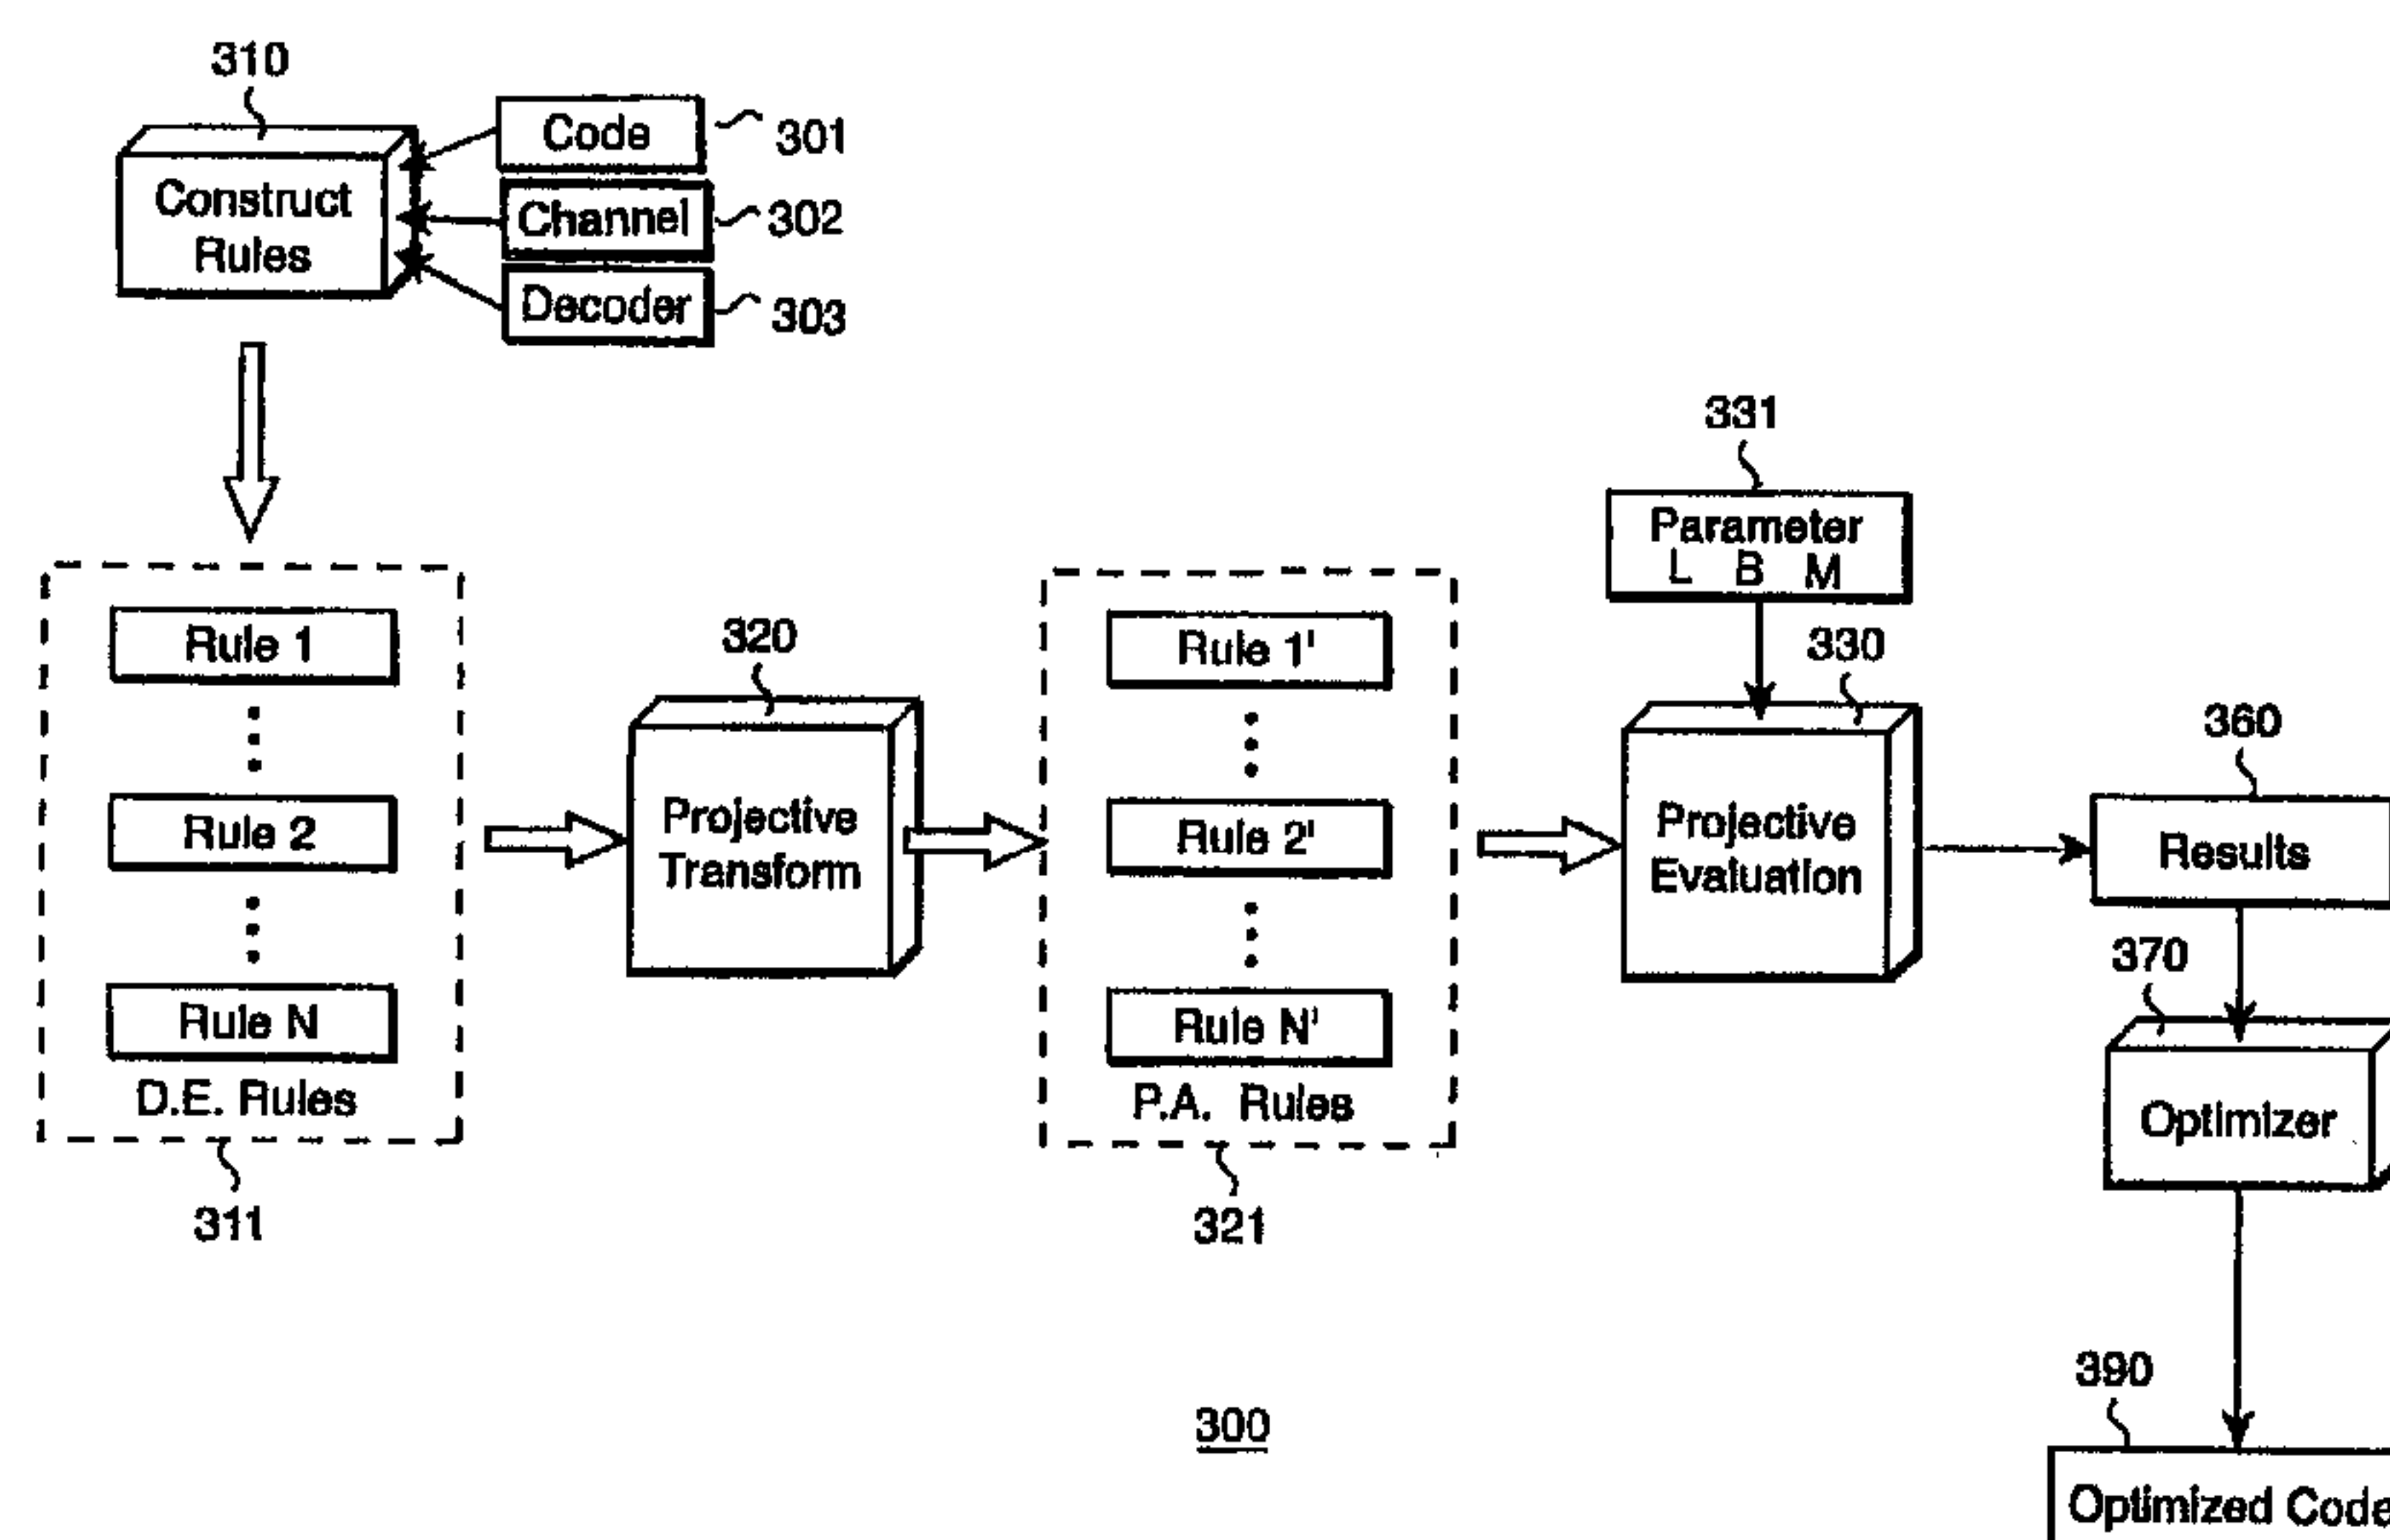 310
Code
301
Construct
Rules
Channel
302
Decoder
303
331
Parameter
L B M
Rule 1
Rule 2
Rule N
D.E. Rules
311
320
Projective
Transform
Rule 1'
Rule 2'
Rule N'
P.A. Rules
321
330
Projective
Evaluation
360
Results
370
Optimizer
390
Optimized Code
300